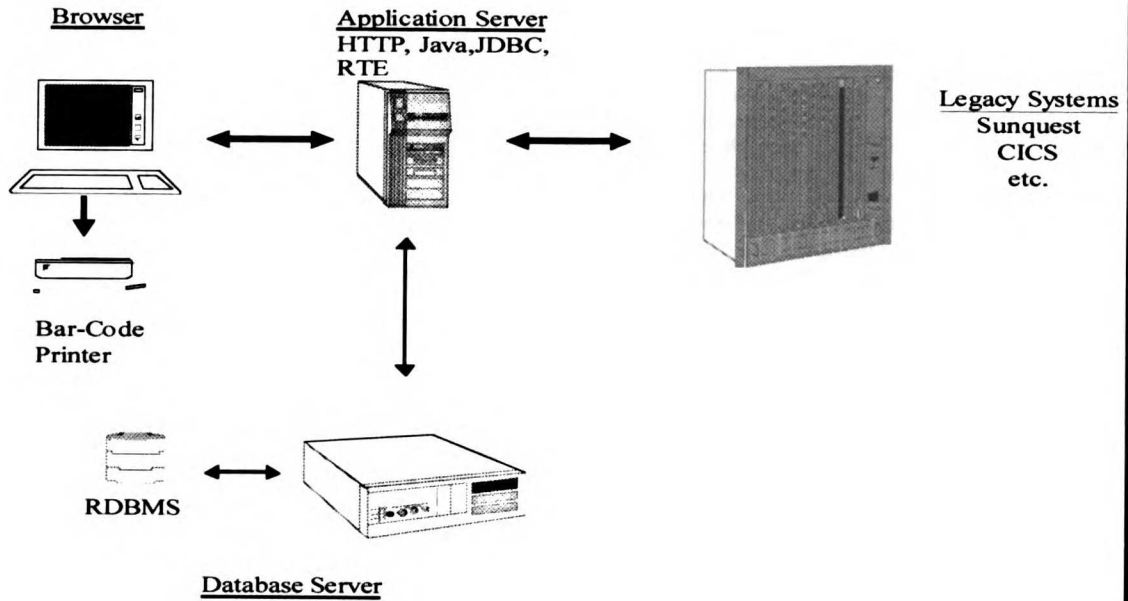 Browser
Application Server
HTTP, Java,JDBC,
RTE
Legacy Systems
Sunquest
CICS
etc.
Bar-Code
Printer
RDBMS
Database Server